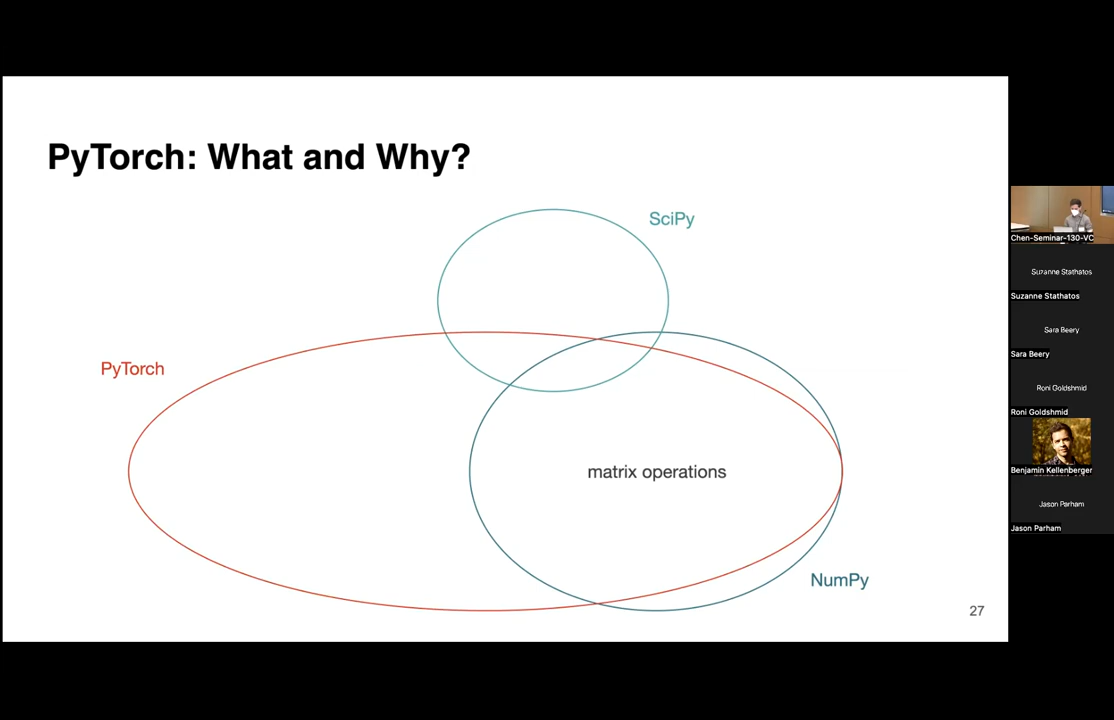 PyTorch: What and Why?
SciPy
PyTorch
matrix operations
NumPy
27
Chen-Seminar-130-VC
Suzanne Stathatos
Suzanne Stathatos
Sara Beery
Sara Beery
Roni Goldshmid
Roni Goldshmid
Benjamin Kellenberger
Jason Parham
Jason Parham